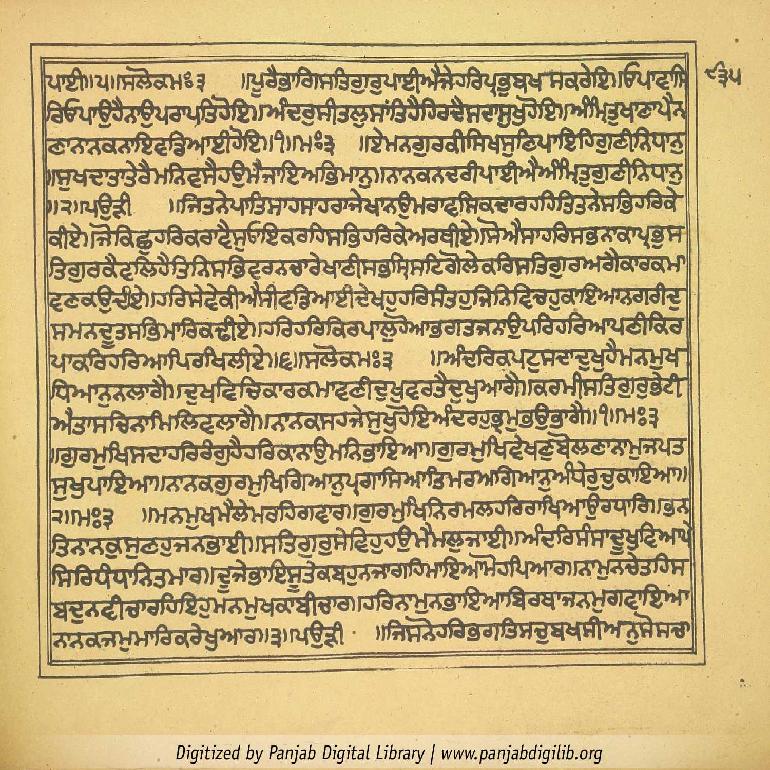 ੯੩੫
ਪਾਈ॥੫॥ਸਲੋਕਮਃ੩ ॥ਪੂਰੈਭਾਗਿਸਤਿਗੁਰੁਪਾਈਐਜੇਹਰਿਪ੍ਰਭੁਬਖਸਕਰੇਇ॥ਓਪਾਵਸਿ
ਰਿਓਪਾਉਹੈਨਾਉਪਰਾਪਤਿਹੋਇ॥ਅੰਦਰੁਸੀਤਲੁਸਾਂਤਿਹੈਹਿਰਦੈਸਦਾਸੁਖੁਹੋਇ॥ਅੰਮ੍ਰਿਤੁਖਾਣਾਪੈਨ
ਣਾਨਾਨਕਨਾਇਵਡਿਆਈਹੋਇ॥੧॥ਮਃ੩ ॥ਏਮਨਗੁਰਕੀਸਿਖਸੁਣਿਪਾਇਹਿਗੁਣੀਨਿਧਾਨੁ
॥ਸੁਖਦਾਤਾਤੇਰੈਮਨਿਵਸੈਹਉਮੈਜਾਇਅਭਿਮਾਨੁ॥ਨਾਨਕਨਦਰੀਪਾਈਐਅੰਮ੍ਰਿਤੁਗੁਣੀਨਿਧਾਨੁ
॥੨॥ਪਉੜੀ ॥ਜਿਤਨੇਪਾਤਿਸਾਹਸਾਹਰਾਜੇਖਾਨਉਮਰਾਵਸਿਕਦਾਰਹਹਿਤਿਤਨੇਸਭਿਹਰਿਕੇ
ਕੀਏ॥ਜੋਕਿਛੁਹਰਿਕਰਾਵੈਸੁਓਇਕਰਹਿਸਭਿਹਰਿਕੇਅਰਥੀਏ॥ਸੋਐਸਾਹਰਿਸਭਨਾਕਾਪ੍ਰਭੁਸ
ਤਿਗੁਰਕੈਵਲਿਹੈਤਿਨਿਸਭਿਵਰਨਚਾਰੇਖਾਣੀਸਭਸ੍ਰਿਸਟਿਗੋਲੇਕਰਿਸਤਿਗੁਰਅਗੈਕਾਰਕਮਾ
ਵਣਕਉਦੀਏ॥ਹਰਿਸੇਵੇਕੀਐਸੀਵਡਿਆਈਦੇਖਹੁਹਰਿਸੰਤਹੁਜਿਨਿਵਿਚਹੁਕਾਇਆਨਗਰੀਦੁ
ਸਮਨਦੂਤਸਭਿਮਾਰਿਕਢੀਏ॥ਹਰਿਹਰਿਕਿਰਪਾਲੁਹੋਆਭਗਤਜਨਾਉਪਰਿਹਰਿਆਪਣੀਕਿਰ
ਪਾਕਰਿਹਰਿਆਪਿਰਖਿਲੀਏ॥੬॥ਸਲੋਕਮਃ੩ ॥ਅੰਦਰਿਕਪਟੁਸਦਾਦੁਖੁਹੈਮਨਮੁਖ
ਧਿਆਨੁਨਲਾਗੈ॥ਦੁਖਵਿਚਿਕਾਰਕਮਾਵਣੀਦੁਖੁਵਰਤੈਦੁਖੁਆਗੈ॥ਕਰਮੀਸਤਿਗੁਰੁਭੇਟੀ
ਐਤਾਸਚਿਨਾਮਿਲਿਵਲਾਗੈ॥ਨਾਨਕਸਹਜੇਸੁਖੁਹੋਇਅੰਦਰਹੁਭ੍ਰਮੁਭਉਭਾਗੈ॥੧॥ਮਃ੩
॥ਗੁਰਮੁਖਿਸਦਾਹਰਿਰੰਗੁਹੈਹਰਿਕਾਨਾਉਮਨਿਭਾਇਆ॥ਗੁਰਮੁਖਿਵੇਖਣੁਬੋਲਣਾਨਾਮੁਜਪਤ
ਸੁਖੁਪਾਇਆ॥ਨਾਨਕਗੁਰਮੁਖਿਗਿਆਨੁਪ੍ਰਗਾਸਿਆਤਿਮਰਅਗਿਆਨੁਅੰਧੇਰੁਚੁਕਾਇਆ॥
੨॥ਮਃ੩ ॥ਮਨਮੁਖਮੈਲੇਮਰਹਿਗਵਾਰ॥ਗੁਰਮੁਖਿਨਿਰਮਲਹਰਿਰਾਖਿਆਉਰਧਾਰਿ॥ਭਨ
ਤਿਨਾਨਕੁਸੁਣਹੁਜਨਭਾਈ॥ਸਤਿਗੁਰੁਸੇਵਿਹੁਹਉਮੈਮਲੁਜਾਈ॥ਅੰਦਰਿਸੰਸਾਦੂਖੁਵਿਆਪੇ
ਸਿਰਿਧੰਧਾਨਿਤਮਾਰ॥ਦੂਜੈਭਾਇਸੂਤੇਕਬਹੁਨਜਾਗਹਿਮਾਇਆਮੋਹਪਿਆਰ॥ਨਾਮੁਨਚੇਤਹਿਸ
ਬਦੁਨਵੀਚਾਰਹਿਇਹੁਮਨਮੁਖਕਾਬੀਚਾਰ॥ਹਰਿਨਾਮੁਨਭਾਇਆਬਿਰਥਾਜਨਮੁਗਵਾਇਆ
ਨਾਨਕਜਮੁਮਾਰਿਕਰੇਖੁਆਰ॥੩॥ਪਉੜੀ ॥ਜਿਸਨੋਹਰਿਭਗਤਿਸਚੁਬਖਸੀਅਨੁਸੋਸਚਾ
Digitized by Panjab Digital Library | www.panjabdigilib.org